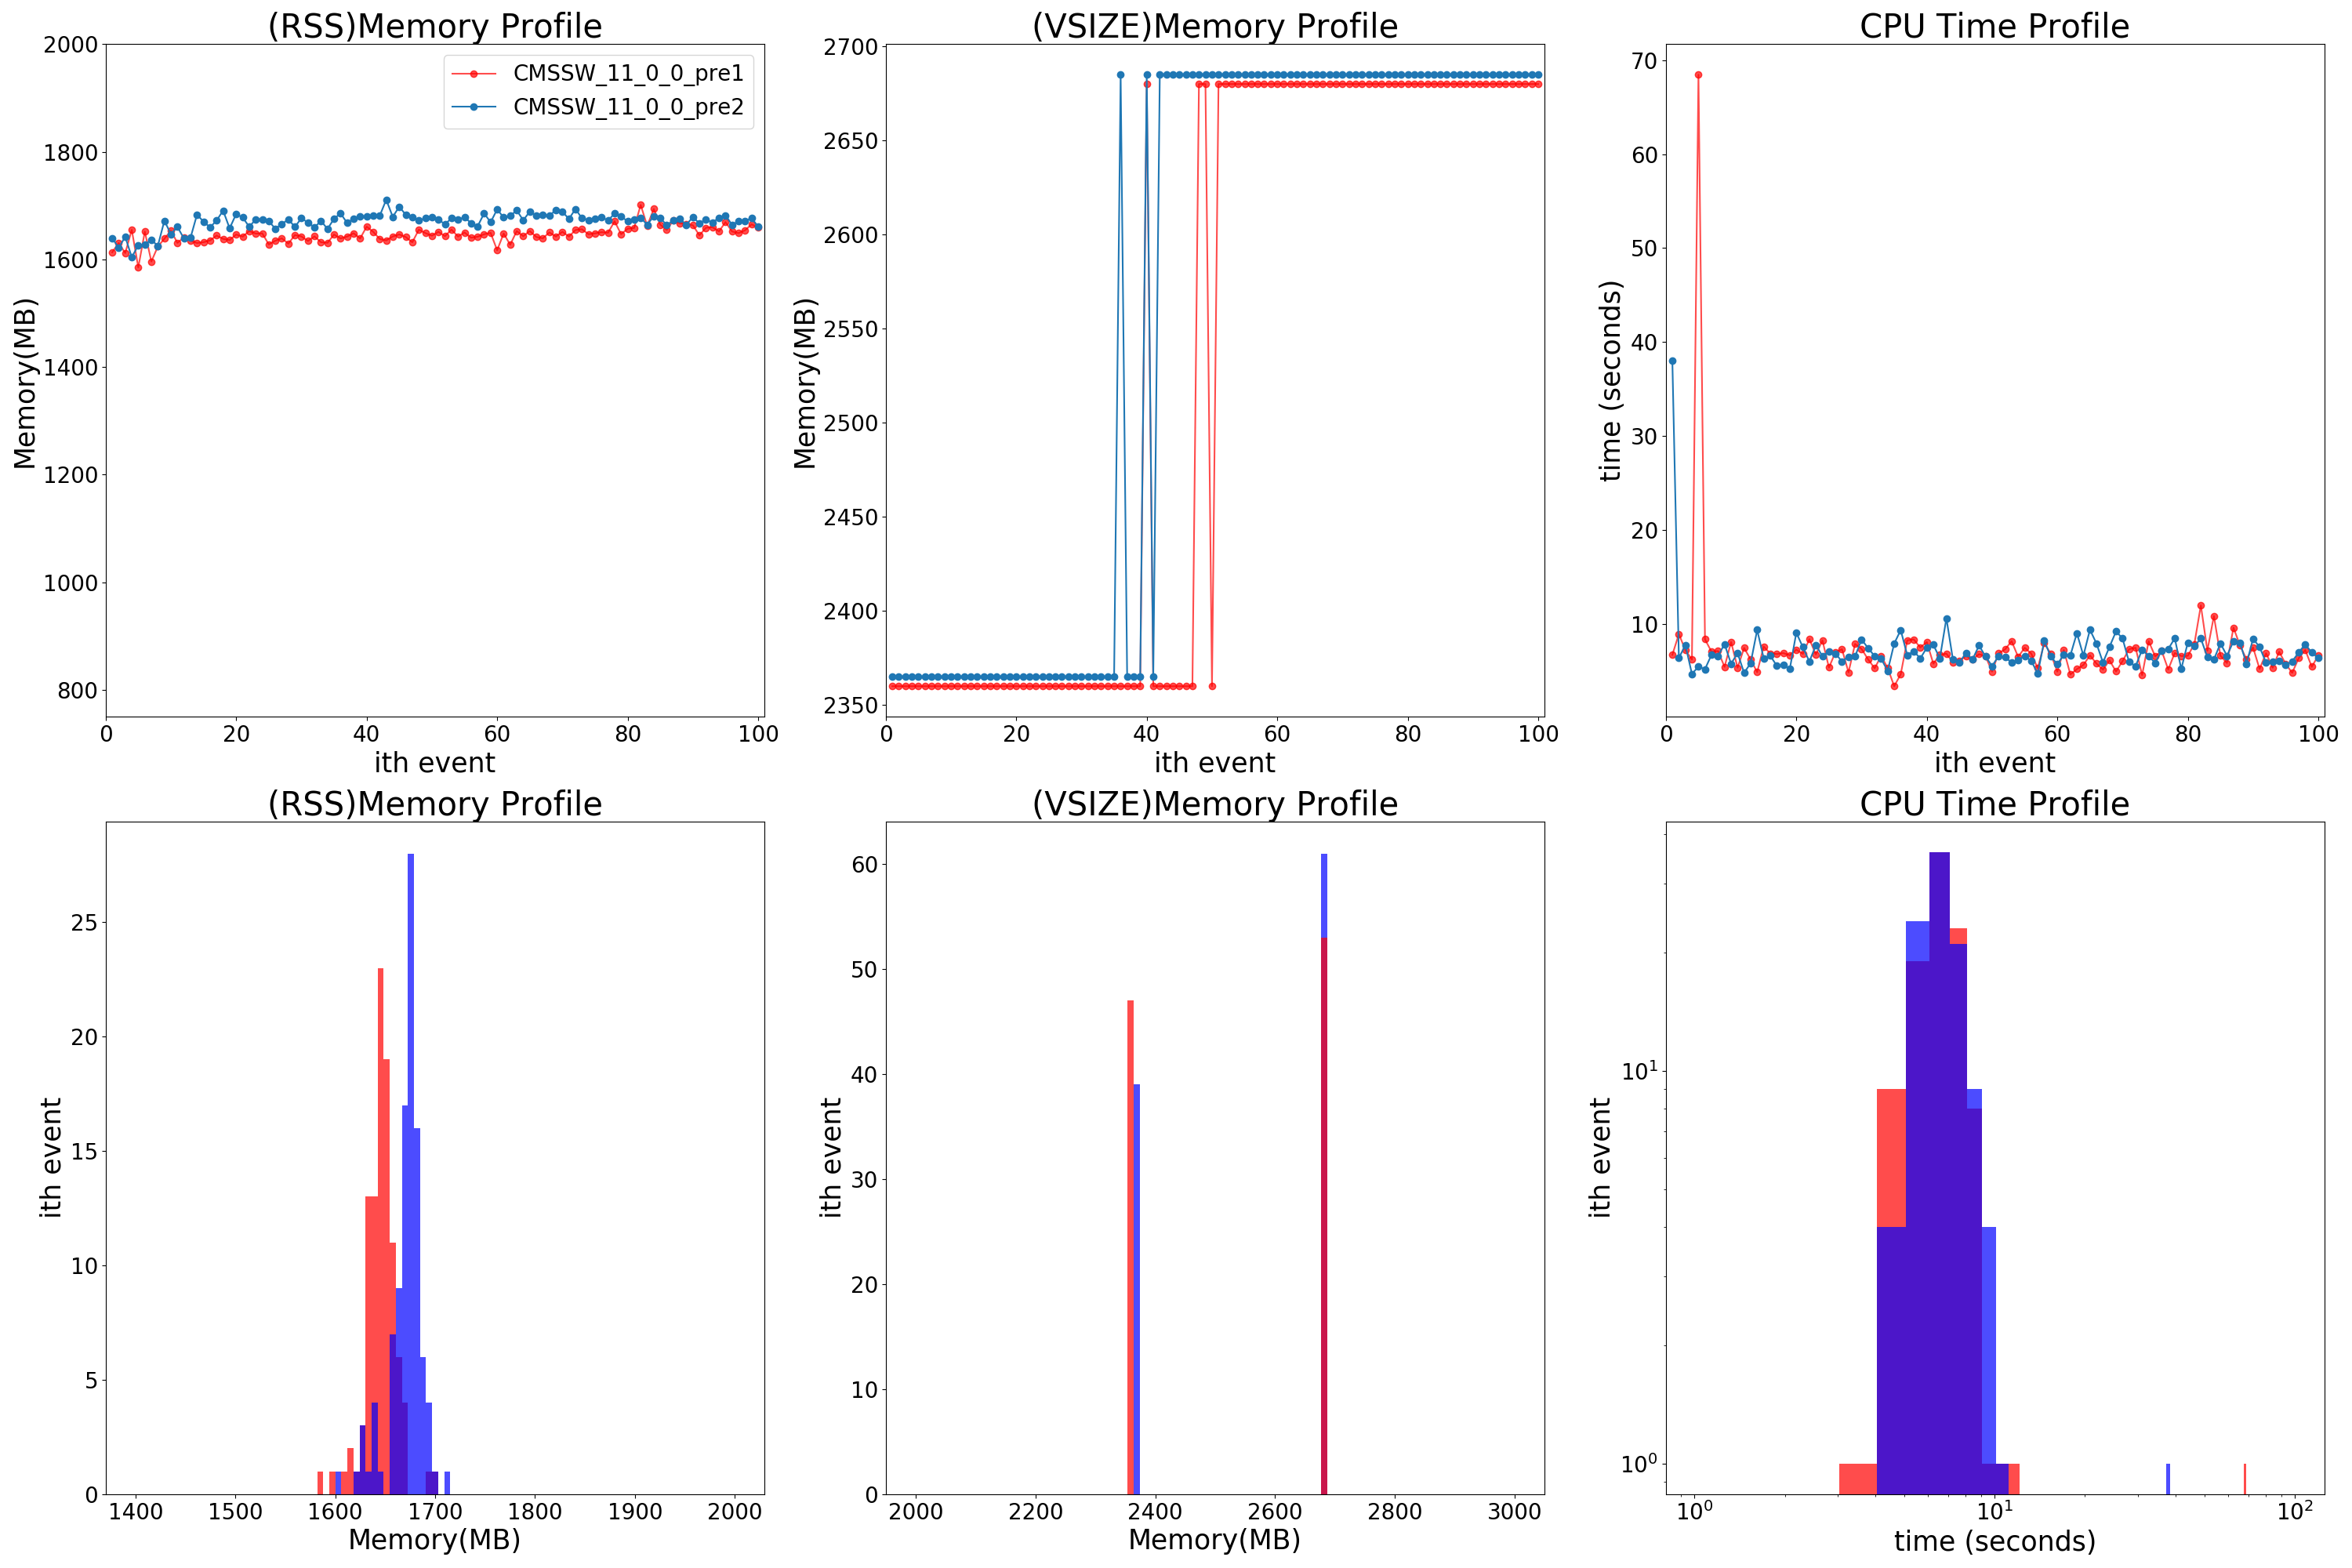 (RSS)Memory Profile
2000
1800
1600
1400
1200
1000
800
Memory(MB)
0 20 40 60 80 100
ith event
CMSSW_11_0_0_pre1
CMSSW_11_0_0_pre2
(VSIZE)Memory Profile
2700
2650
2600
2550
2500
2450
2400
2350
Memory(MB)
0 20 40 60 80 100
ith event
CPU Time Profile
70
60
50
40
30
20
10
time (seconds)
0 20 40 60 80 100
ith event
(RSS)Memory Profile
25
20
15
10
5
0
ith event
1400 1500 1600 1700 1800 1900 2000
Memory(MB)
(VSIZE)Memory Profile
60
50
40
30
20
10
0
ith event
2000 2200 2400 2600 2800 3000
Memory(MB)
CPU Time Profile
10¹
10⁰
ith event
10⁰ 10¹ 10²
time (seconds)